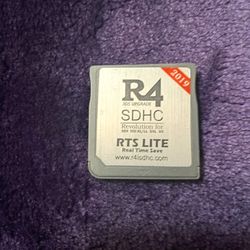 R4
3DS UPGRADE
2019
SDHC
Revolution for
RTS LITE
Real Time Save
www.r4isdhc.com